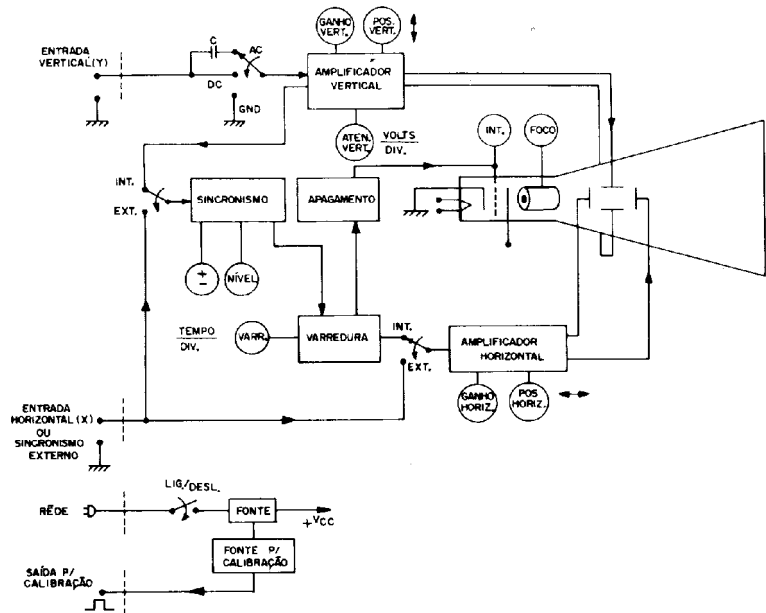 GANHO
VERT.
POS.
VERT.
ENTRADA
VERTICAL(Y)
C
AC
DC
GND
AMPLIFICADOR
VERTICAL
ATEN.
VERT.
VOLTS
DIV.
INT.
FOCO
INT.
EXT.
SINCRONISMO
APAGAMENTO
+
-
NÍVEL
TEMPO
DIV.
VARR.
VARREDURA
INT.
EXT.
AMPLIFICADOR
HORIZONTAL
GANHO
HORIZ.
POS
HORIZ.
ENTRADA
HORIZONTAL(X)
OU
SINCRONISMO
EXTERNO
LIG./DESL.
RÊDE
FONTE
+VCC
FONTE P/
CALIBRAÇÃO
SAÍDA P/
CALIBRAÇÃO